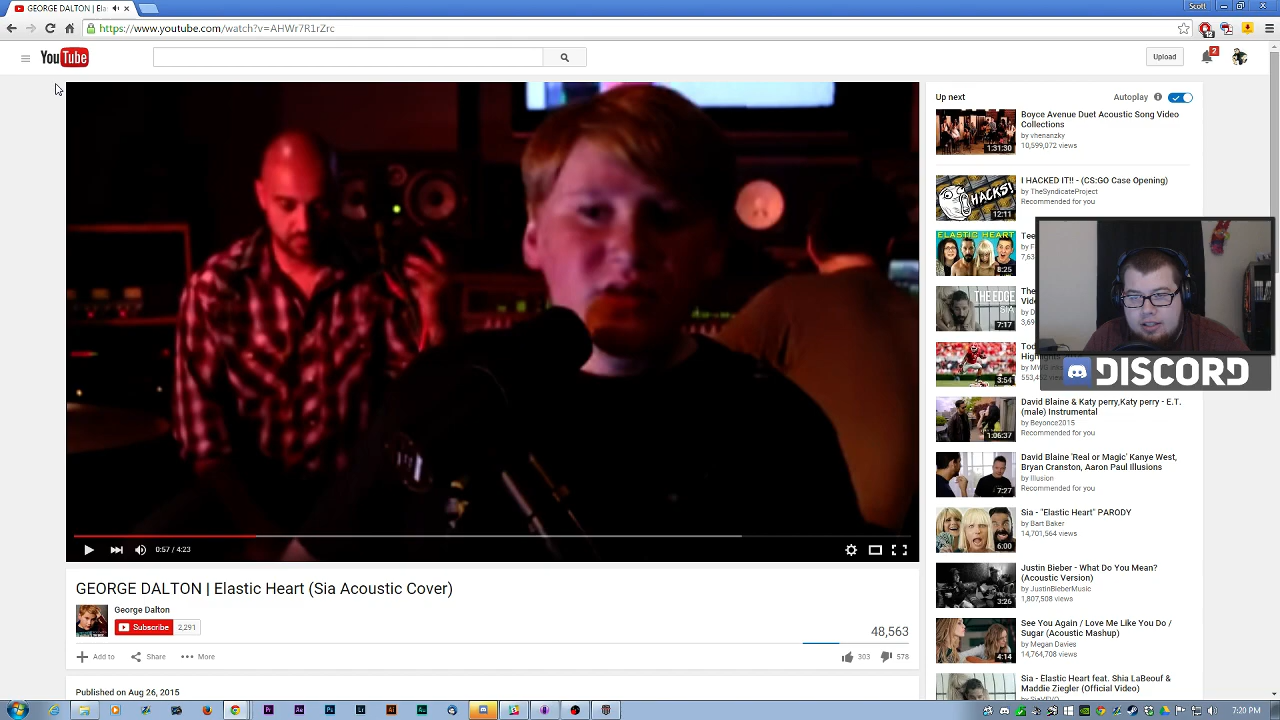 GEORGE DALTON | Ela
Scott
https://www.youtube.com/watch?v=AHWr7R1rZrc
12
YouTube
Upload
2
Up next
Autoplay
Boyce Avenue Duet Acoustic Song Video
Collections
by vhenanzky
10,599,072 views
1:31:30
I HACKED IT!! - (CS:GO Case Opening)
by TheSyndicateProject
Recommended for you
HACKS!
12:11
ELASTIC HEART
8:25
THE EDGE
SIA
7:17
3:54
David Blaine & Katy perry,Katy perry - E.T.
(male) Instrumental
by Beyonce2015
Recommended for you
1:06:37
David Blaine 'Real or Magic' Kanye West,
Bryan Cranston, Aaron Paul Illusions
by Illusion
Recommended for you
7:27
Sia - "Elastic Heart" PARODY
by Bart Baker
14,701,564 views
6:00
Justin Bieber - What Do You Mean?
(Acoustic Version)
by JustinBieberMusic
1,807,508 views
3:26
See You Again / Love Me Like You Do /
Sugar (Acoustic Mashup)
by Megan Davies
14,764,708 views
4:14
Sia - Elastic Heart feat. Shia LaBeouf &
Maddie Ziegler (Official Video)
DISCORD
0:57 / 4:23
GEORGE DALTON | Elastic Heart (Sia Acoustic Cover)
George Dalton
Subscribe 2,291
48,563
Add to Share More 303 578
Published on Aug 26, 2015
7:20 PM